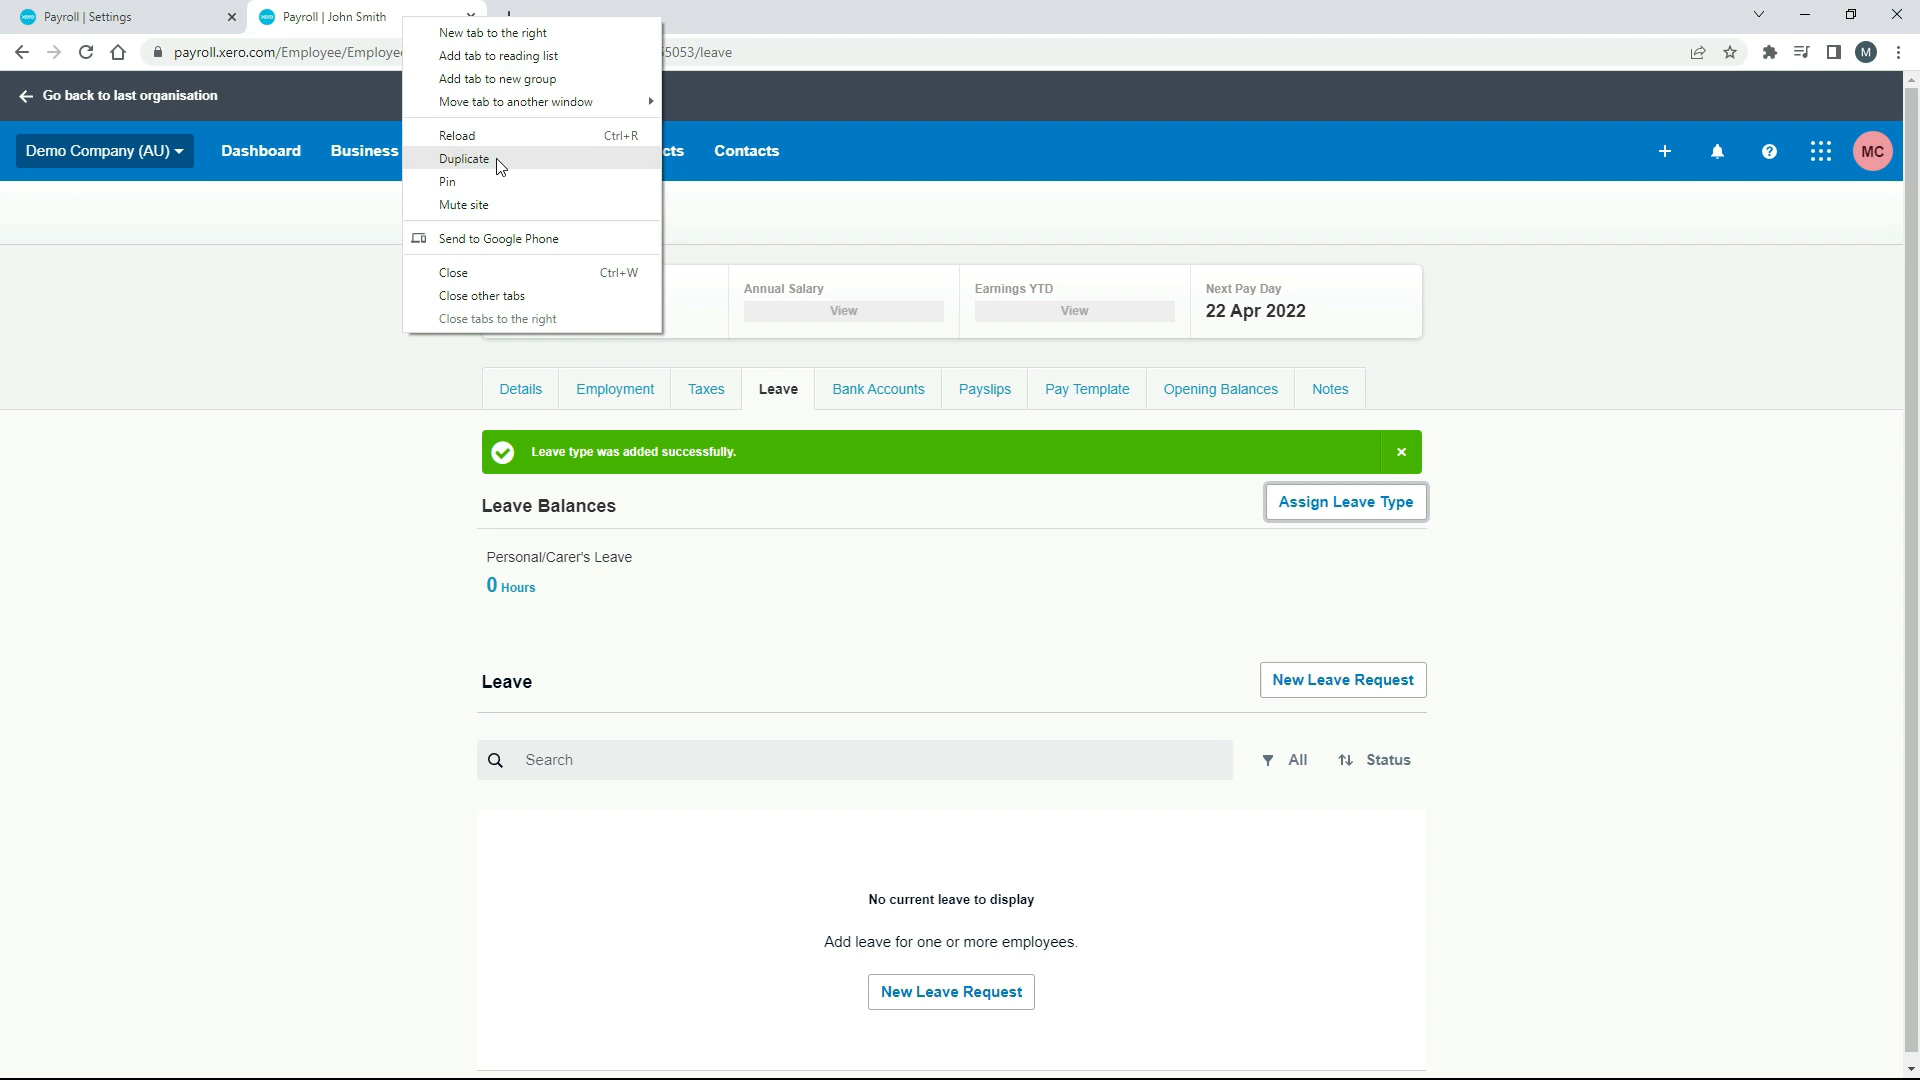 Payroll | Settings
Payroll | John Smith
payroll.xero.com/Employee/Employe
5053/leave
M
New tab to the right
Add tab to reading list
Add tab to new group
Move tab to another window
Reload Ctrl+R
Duplicate
Pin
Mute site
Send to Google Phone
Close Ctrl+W
Close other tabs
Close tabs to the right
Go back to last organisation
Demo Company (AU)
Dashboard
Business
cts
Contacts
MC
Annual Salary
View
Earnings YTD
View
Next Pay Day
22 Apr 2022
Details
Employment
Taxes
Leave
Bank Accounts
Payslips
Pay Template
Opening Balances
Notes
Leave type was added successfully.
Leave Balances
Assign Leave Type
Personal/Carer's Leave
0 Hours
Leave
New Leave Request
Search
All
Status
No current leave to display
Add leave for one or more employees.
New Leave Request